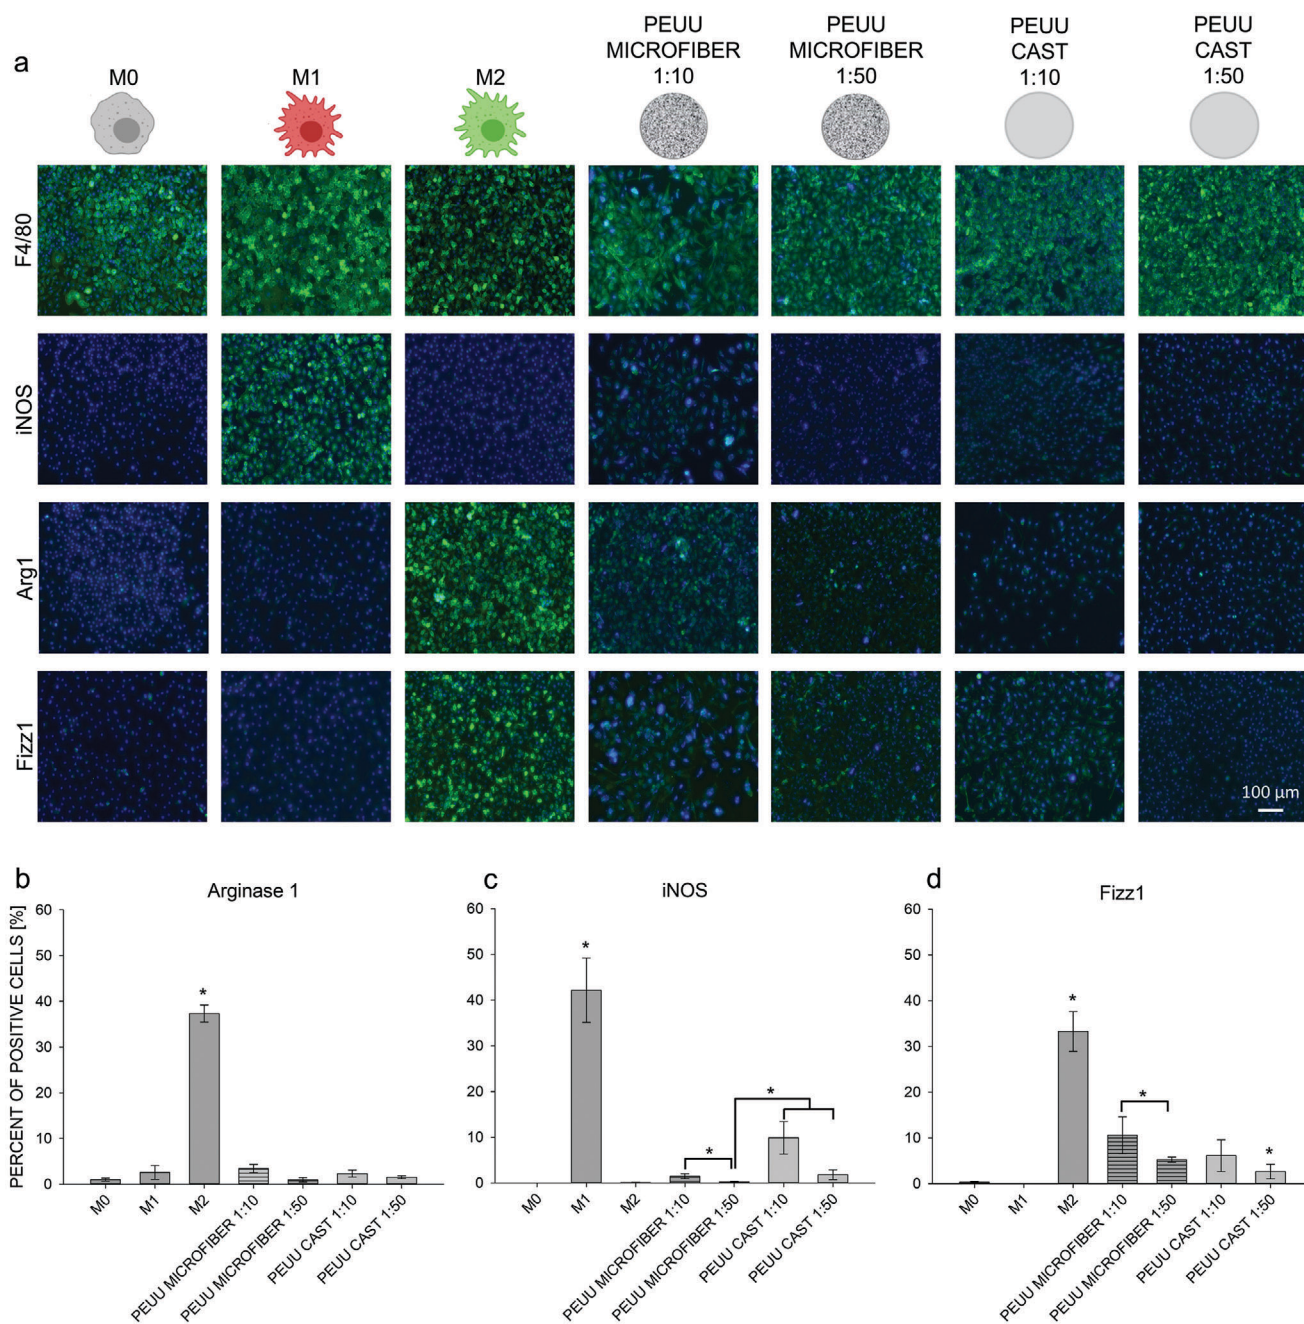 a
M0
M1
M2
PEUU
MICROFIBER
1:10
PEUU
MICROFIBER
1:50
PEUU
CAST
1:10
PEUU
CAST
1:50
F4/80
iNOS
Arg1
Fizz1
100 µm
b
Arginase 1
PERCENT OF POSITIVE CELLS [%]
60
50
40
30
20
10
0
*
M0
M1
M2
PEUU MICROFIBER 1:10
PEUU MICROFIBER 1:50
PEUU CAST 1:10
PEUU CAST 1:50
c
iNOS
60
50
40
30
20
10
0
*
*
*
M0
M1
M2
PEUU MICROFIBER 1:10
PEUU MICROFIBER 1:50
PEUU CAST 1:10
PEUU CAST 1:50
d
Fizz1
60
50
40
30
20
10
0
*
*
*
M0
M1
M2
PEUU MICROFIBER 1:10
PEUU MICROFIBER 1:50
PEUU CAST 1:10
PEUU CAST 1:50